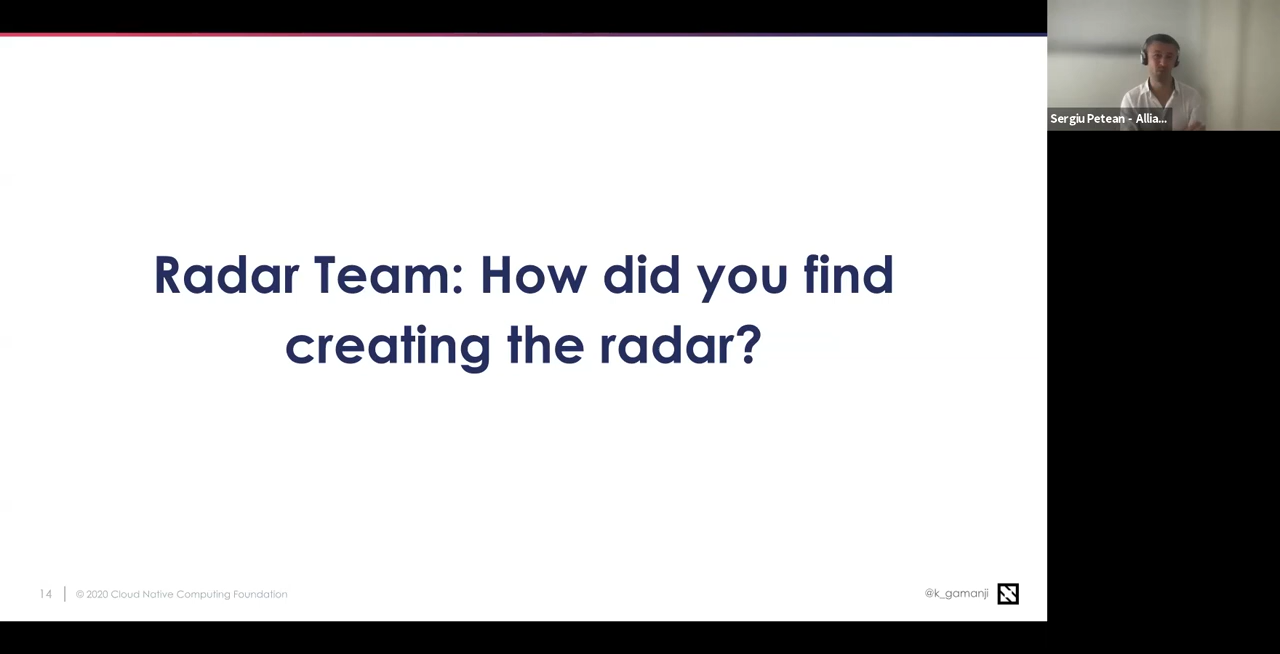 Sergiu Petean - Allia...
Radar Team: How did you find
creating the radar?
14
© 2020 Cloud Native Computing Foundation
@k_gamanji